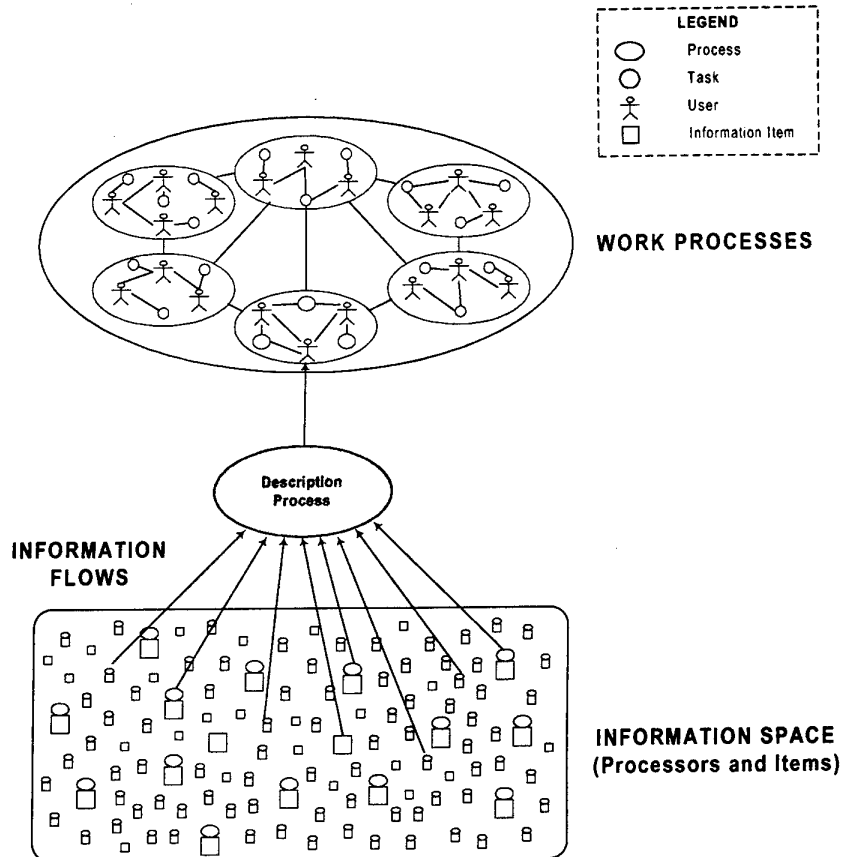 LEGEND
Process
Task
User
Information Item
WORK PROCESSES
Description
Process
INFORMATION
FLOWS
INFORMATION SPACE
(Processors and Items)